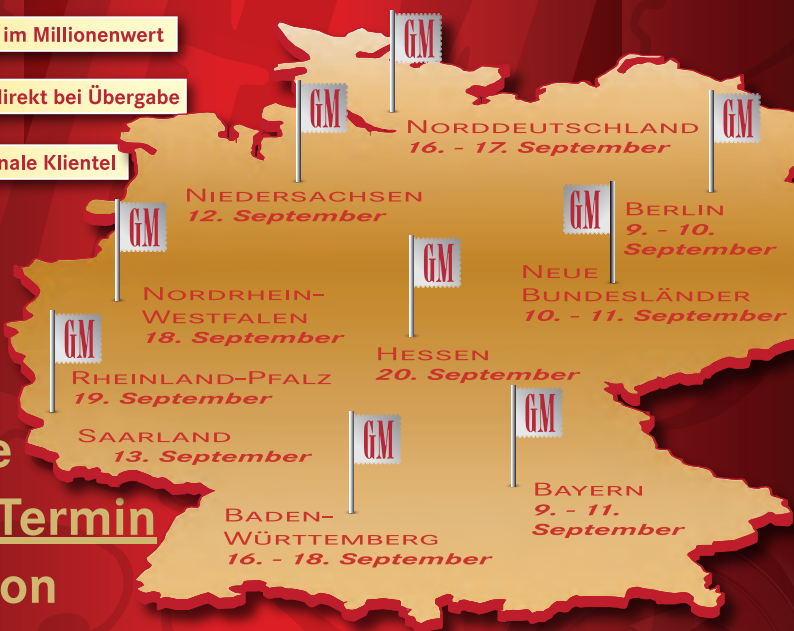 im Millionenwert
direkt bei Übergabe
nale Klientel
GM
GM
GM
GM
GM
GM
GM
GM
GM
GM
Norddeutschland
16. - 17. September
Niedersachsen
12. September
Berlin
9. - 10.
September
Neue
Bundesländer
10. - 11. September
Nordrhein-
Westfalen
18. September
Hessen
20. September
Rheinland-Pfalz
19. September
Saarland
13. September
Bayern
9. - 11.
September
Baden-
Württemberg
16. - 18. September
e
Termin
on